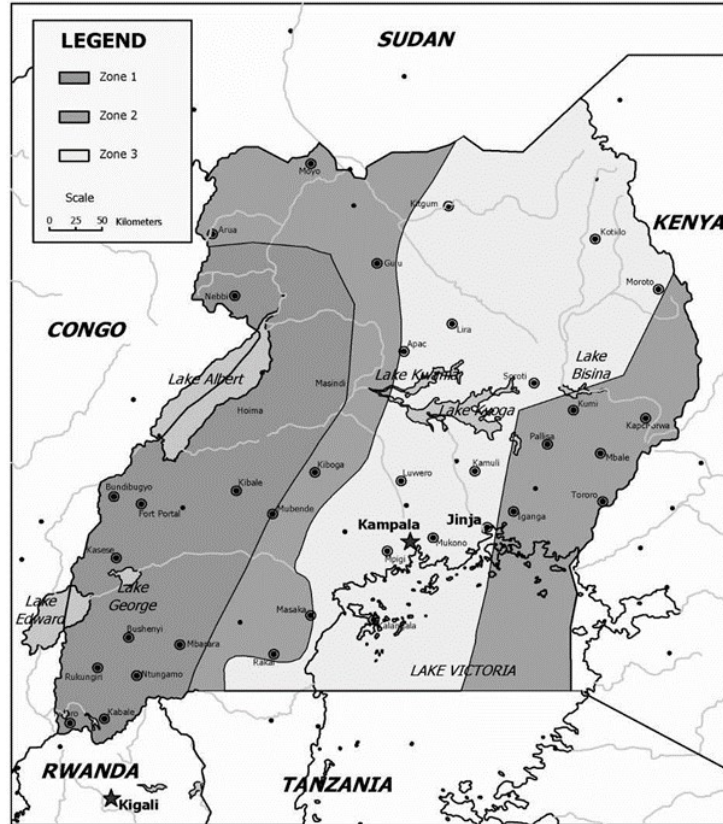 SUDAN
LEGEND
Zone 1
Zone 2
Zone 3
Scale
0 25 50 Kilometers
Moyo
Kitgum
KENYA
Arua
Kotido
Gulu
Moroto
Nebbi
CONGO
Lira
Apac
Lake Albert
Masindi
Lake Kwania
Soroti
Lake
Bisina
Hoima
Lake Kyoga
Kumi
Kapchorwa
Pallisa
Mbale
Kiboga
Luwero
Kamuli
Bundibugyo
Kibale
Fort Portal
Mubende
Tororo
Iganga
Kampala
Jinja
Mukono
Mpigi
Kasese
Lake
George
Lake
Edward
Masaka
Kalangala
Bushenyi
Mbarara
Rakai
LAKE VICTORIA
Rukungiri
Ntungamo
Kabale
RWANDA
TANZANIA
Kigali